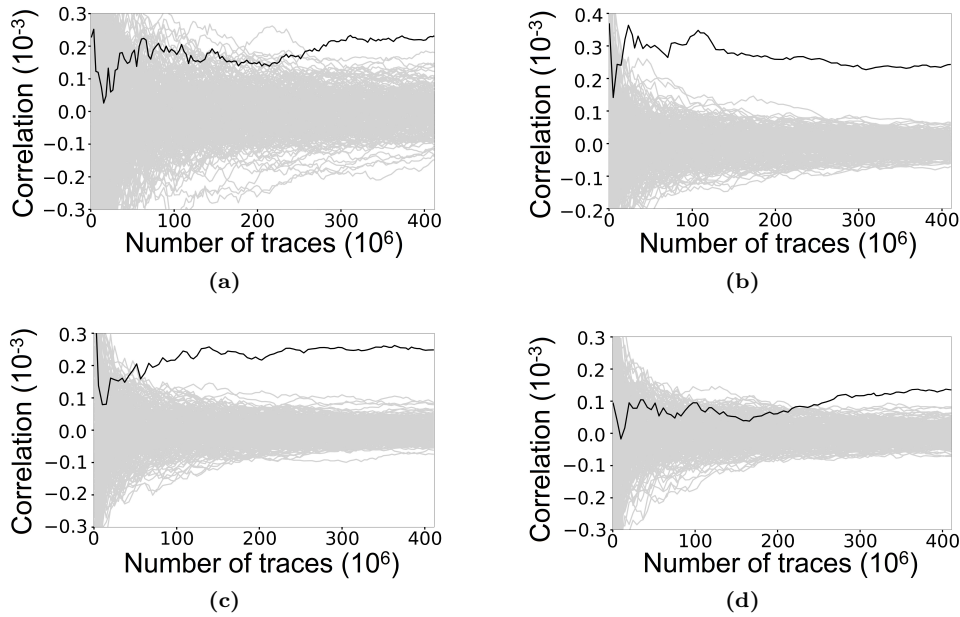 0.3
0.2
0.1
0.0
−0.1
−0.2
−0.3
Correlation (10⁻³)
0 100 200 300 400
Number of traces (10⁶)
(a)
0.4
0.3
0.2
0.1
0.0
−0.1
−0.2
Correlation (10⁻³)
0 100 200 300 400
Number of traces (10⁶)
(b)
0.3
0.2
0.1
0.0
−0.1
−0.2
−0.3
Correlation (10⁻³)
0 100 200 300 400
Number of traces (10⁶)
(c)
0.3
0.2
0.1
0.0
−0.1
−0.2
−0.3
Correlation (10⁻³)
0 100 200 300 400
Number of traces (10⁶)
(d)